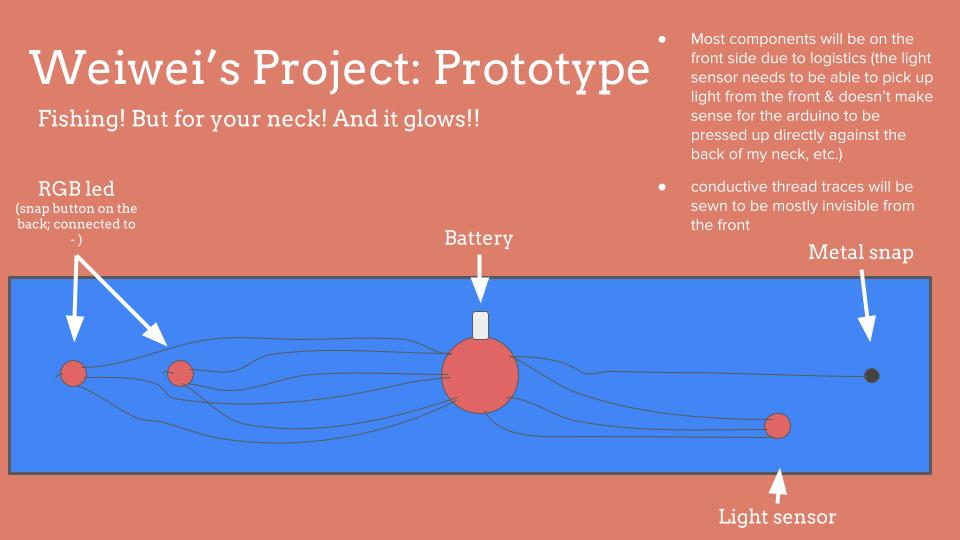 Weiwei’s Project: Prototype
Fishing! But for your neck! And it glows!!
● Most components will be on the
front side due to logistics (the light
sensor needs to be able to pick up
light from the front & doesn’t make
sense for the arduino to be
pressed up directly against the
back of my neck, etc.)
● conductive thread traces will be
sewn to be mostly invisible from
the front
RGB led
(snap button on the
back; connected to
- )
Battery
Metal snap
Light sensor